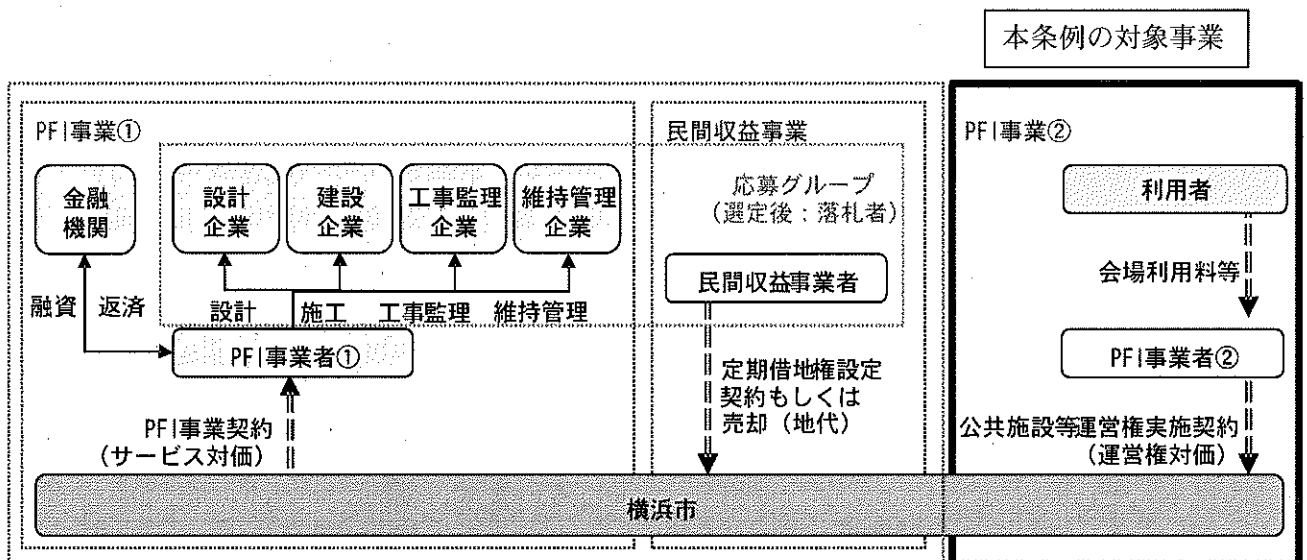 本条例の対象事業
PFI事業①
金融
機関
設計
企業
建設
企業
工事監理
企業
維持管理
企業
融資 返済
設計 施工 工事監理 維持管理
PFI事業者①
PFI事業契約
(サービス対価)
民間収益事業
応募グループ
(選定後:落札者)
民間収益事業者
定期借地権設定
契約もしくは
売却(地代)
PFI事業②
利用者
会場利用料等
PFI事業者②
公共施設等運営権実施契約
(運営権対価)
横浜市